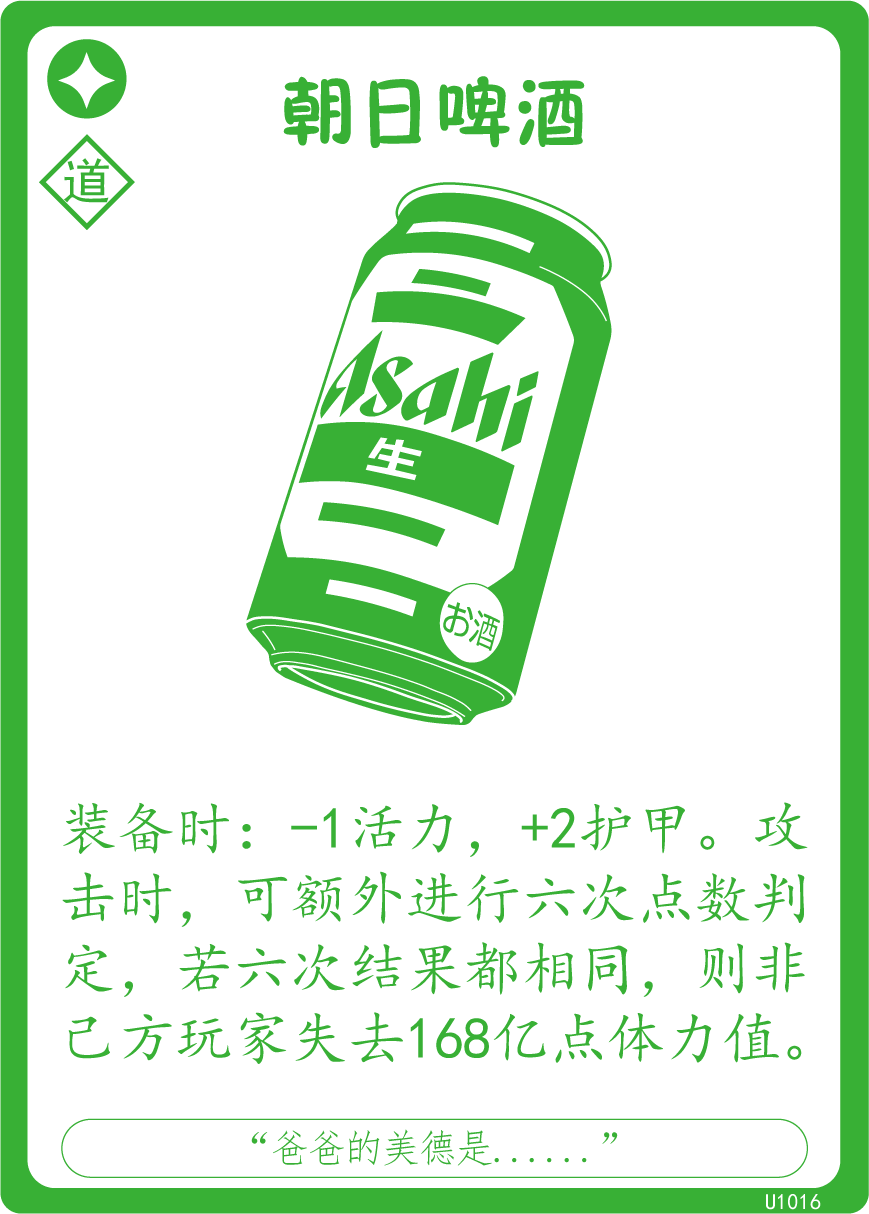 朝日啤酒
道
Asahi
生
お酒
装备时：-1活力，+2护甲。攻
击时，可额外进行六次点数判
定，若六次结果都相同，则非
己方玩家失去168亿点体力值。
“爸爸的美德是......”
U1016